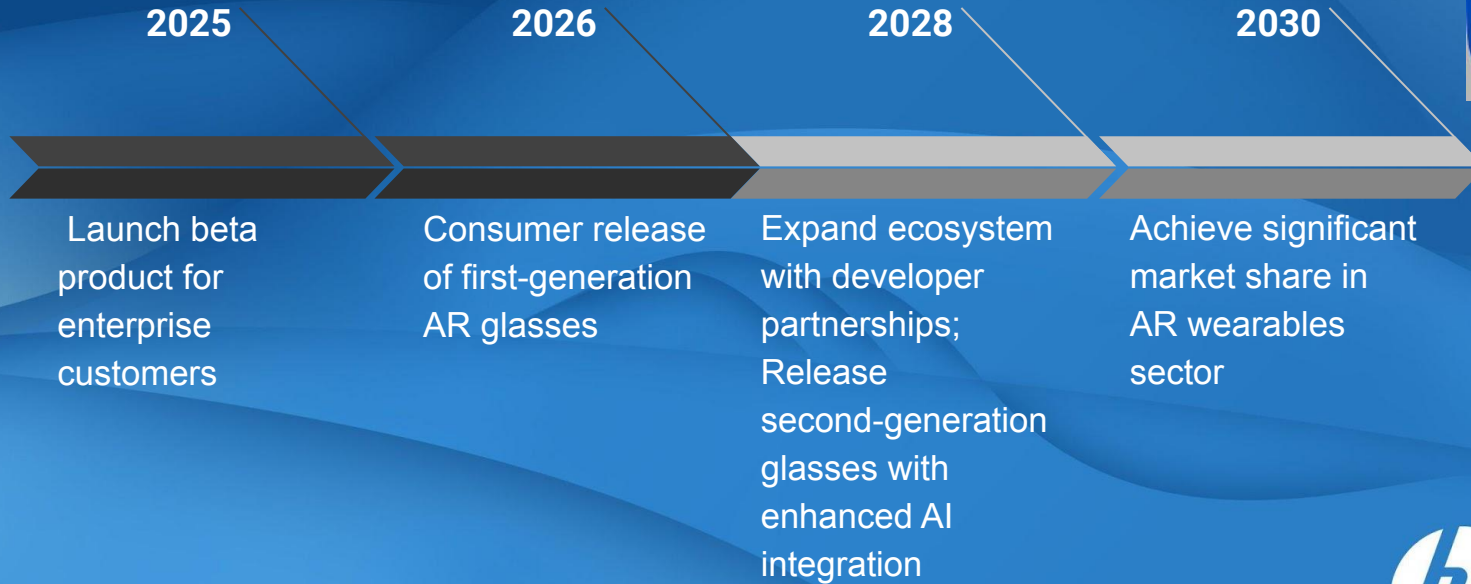 2025
2026
2028
2030
Launch beta
product for
enterprise
customers
Consumer release
of first-generation
AR glasses
Expand ecosystem
with developer
partnerships;
Release
second-generation
glasses with
enhanced AI
integration
Achieve significant
market share in
AR wearables
sector